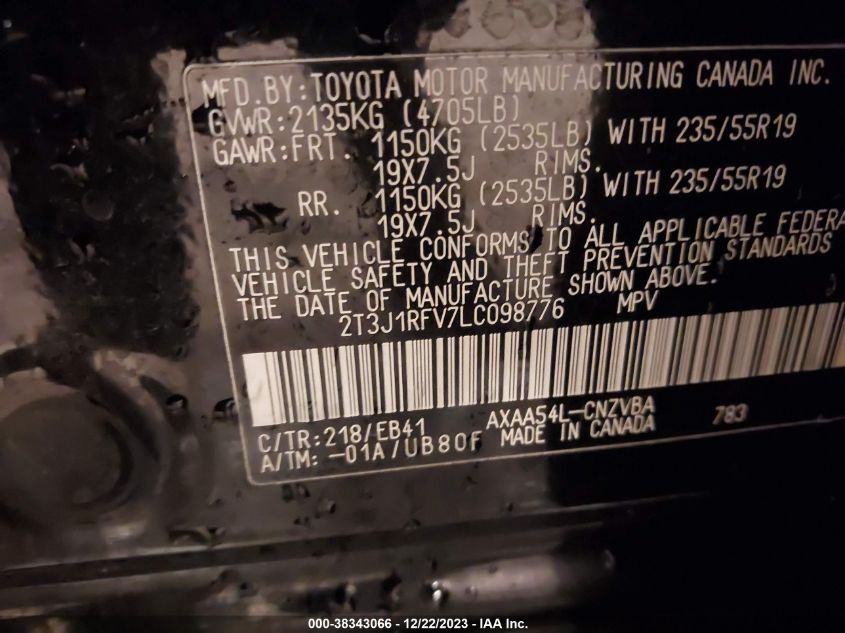 MFD.BY:TOYOTA MOTOR MANUFACTURING CANADA INC.
GVWR:2135KG (4705LB)
GAWR:FRT. 1150KG (2535LB) WITH 235/55R19
19X7.5J RIMS.
RR. 1150KG (2535LB) WITH 235/55R19
19X7.5J RIMS.
THIS VEHICLE CONFORMS TO ALL APPLICABLE FEDERA
VEHICLE SAFETY AND THEFT PREVENTION STANDARDS
THE DATE OF MANUFACTURE SHOWN ABOVE.
2T3J1RFV7LC098776 MPV
C/TR:218/EB41 AXAA54L-CNZVBA 783
A/TM:-01A/UB80F MADE IN CANADA
000-38343066 - 12/22/2023 - IAA Inc.